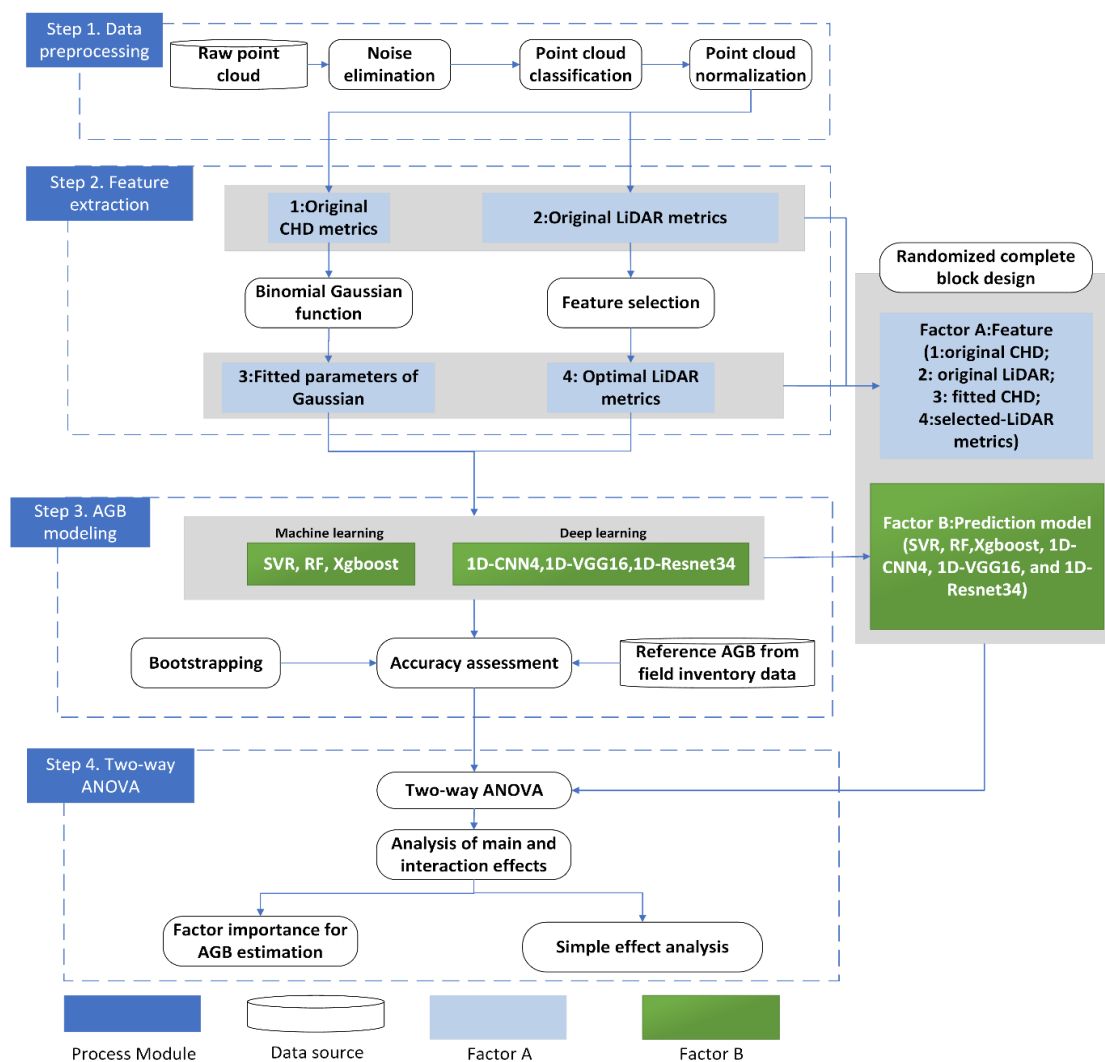 Step 1. Data
preprocessing
Raw point
cloud
Noise
elimination
Point cloud
classification
Point cloud
normalization
Step 2. Feature
extraction
1:Original
CHD metrics
2:Original LiDAR metrics
Binomial Gaussian
function
Feature selection
3:Fitted parameters of
Gaussian
4: Optimal LiDAR
metrics
Randomized complete
block design
Factor A:Feature
(1:original CHD;
2: original LiDAR;
3: fitted CHD;
4:selected-LiDAR
metrics)
Factor B:Prediction model
(SVR, RF,Xgboost, 1D-
CNN4, 1D-VGG16, and 1D-
Resnet34)
Step 3. AGB
modeling
Machine learning
SVR, RF, Xgboost
Deep learning
1D-CNN4,1D-VGG16,1D-Resnet34
Bootstrapping
Accuracy assessment
Reference AGB from
field inventory data
Step 4. Two-way
ANOVA
Two-way ANOVA
Analysis of main and
interaction effects
Factor importance for
AGB estimation
Simple effect analysis
Process Module
Data source
Factor A
Factor B